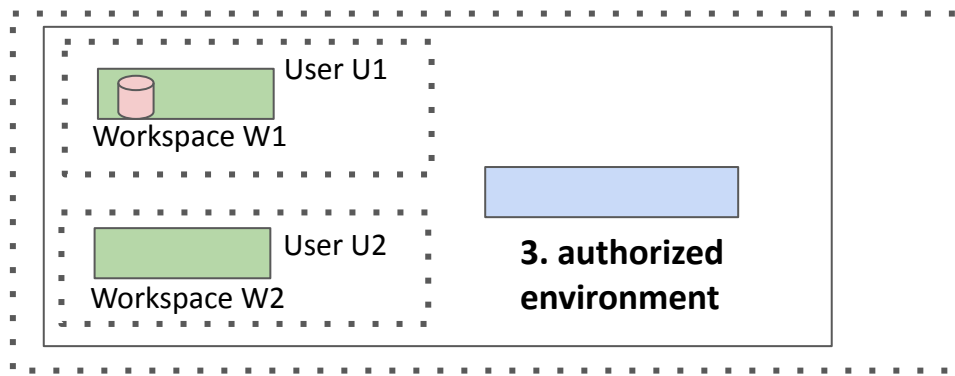 User U1
Workspace W1
User U2
Workspace W2
3. authorized
environment